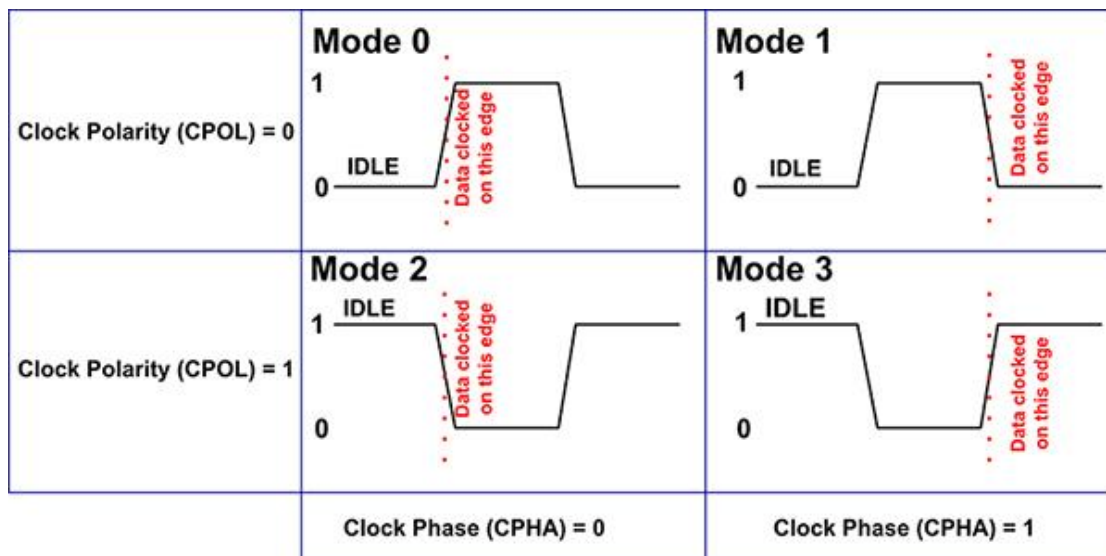 Clock Polarity (CPOL) = 0
Mode 0
1
0
IDLE
Data clocked
on this edge
Mode 1
1
0
IDLE
Data clocked
on this edge
Clock Polarity (CPOL) = 1
Mode 2
IDLE
1
0
Data clocked
on this edge
Mode 3
IDLE
1
0
Data clocked
on this edge
Clock Phase (CPHA) = 0
Clock Phase (CPHA) = 1